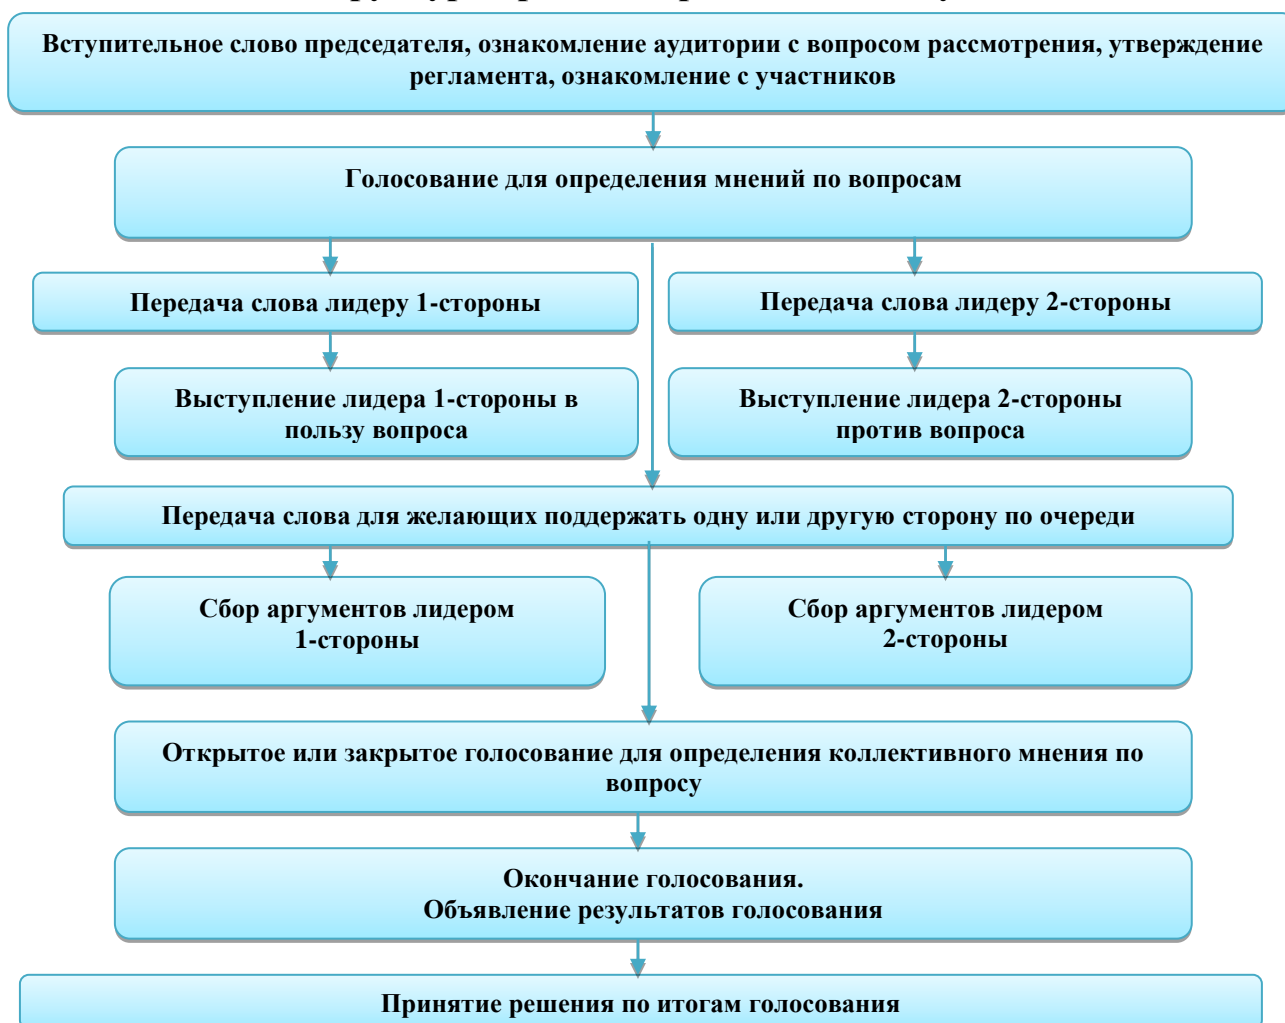 Вступительное слово председателя, ознакомление аудитории с вопросом рассмотрения, утверждение
регламента, ознакомление с участников
Голосование для определения мнений по вопросам
Передача слова лидеру 1-стороны
Передача слова лидеру 2-стороны
Выступление лидера 1-стороны в
пользу вопроса
Выступление лидера 2-стороны
против вопроса
Передача слова для желающих поддержать одну или другую сторону по очереди
Сбор аргументов лидером
1-стороны
Сбор аргументов лидером
2-стороны
Открытое или закрытое голосование для определения коллективного мнения по
вопросу
Окончание голосования.
Объявление результатов голосования
Принятие решения по итогам голосования